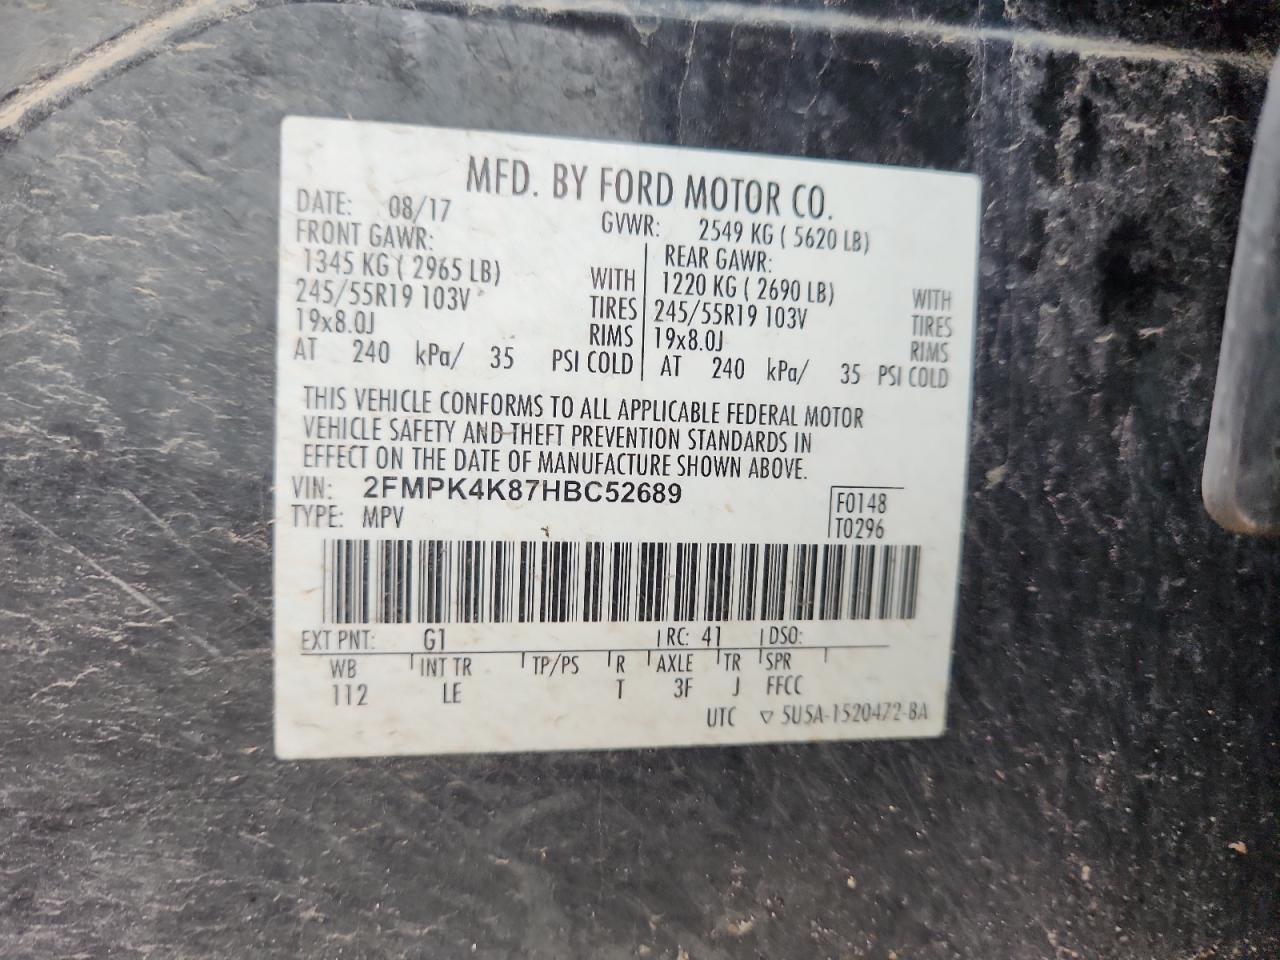 MFD. BY FORD MOTOR CO.
DATE: 08/17 GVWR: 2549 KG ( 5620 LB)
FRONT GAWR: REAR GAWR:
1345 KG ( 2965 LB) WITH 1220 KG ( 2690 LB) WITH
245/55R19 103V TIRES 245/55R19 103V TIRES
19x8.0J RIMS 19x8.0J RIMS
AT 240 kPa/ 35 PSI COLD AT 240 kPa/ 35 PSI COLD
THIS VEHICLE CONFORMS TO ALL APPLICABLE FEDERAL MOTOR
VEHICLE SAFETY AND THEFT PREVENTION STANDARDS IN
EFFECT ON THE DATE OF MANUFACTURE SHOWN ABOVE.
VIN: 2FMPK4K87HBC52689 F0148
TYPE: MPV T0296
EXT PNT: G1 RC: 41 DSO:
WB INT TR TP/PS R AXLE TR SPR
112 LE T 3F J FFCC
UTC ▽ 5U5A-1520472-BA